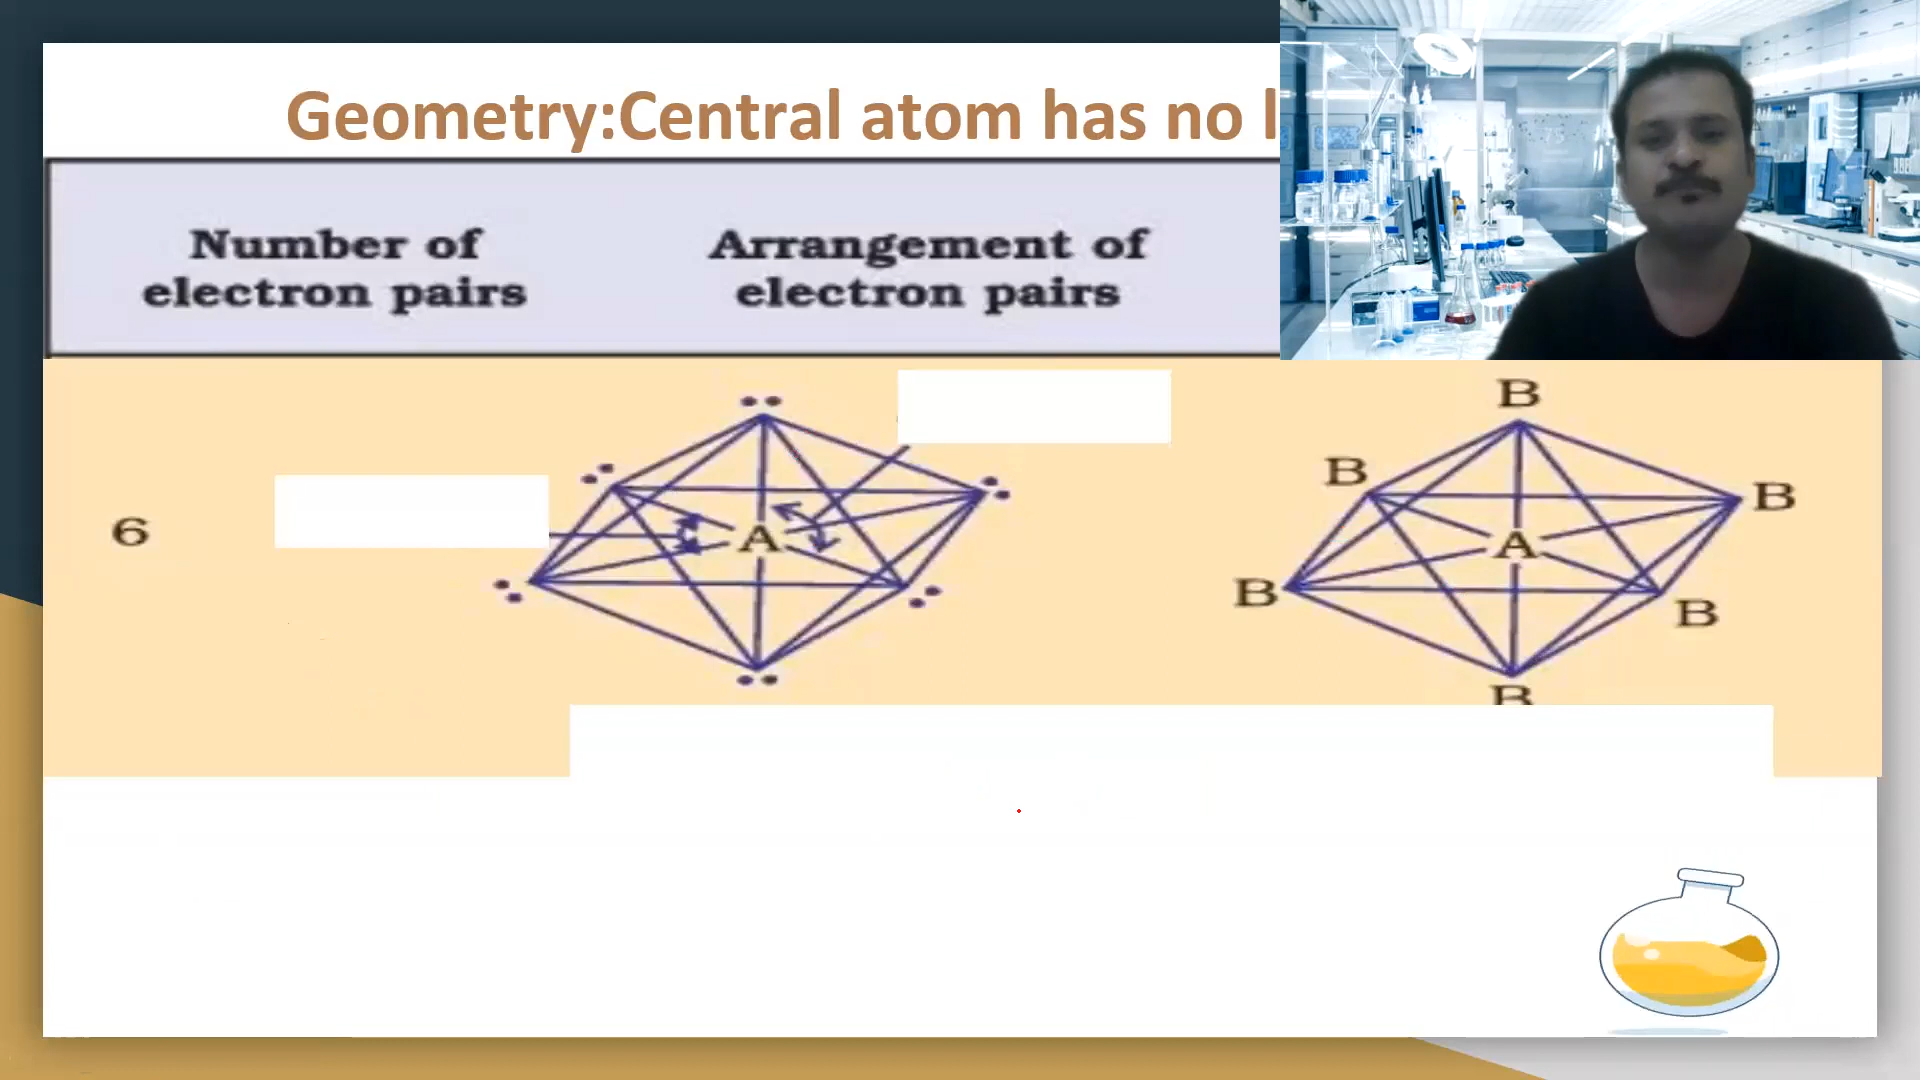 Geometry:Central atom has no l
Number of
electron pairs
Arrangement of
electron pairs
6
A
B
B
B
A
B
B
B